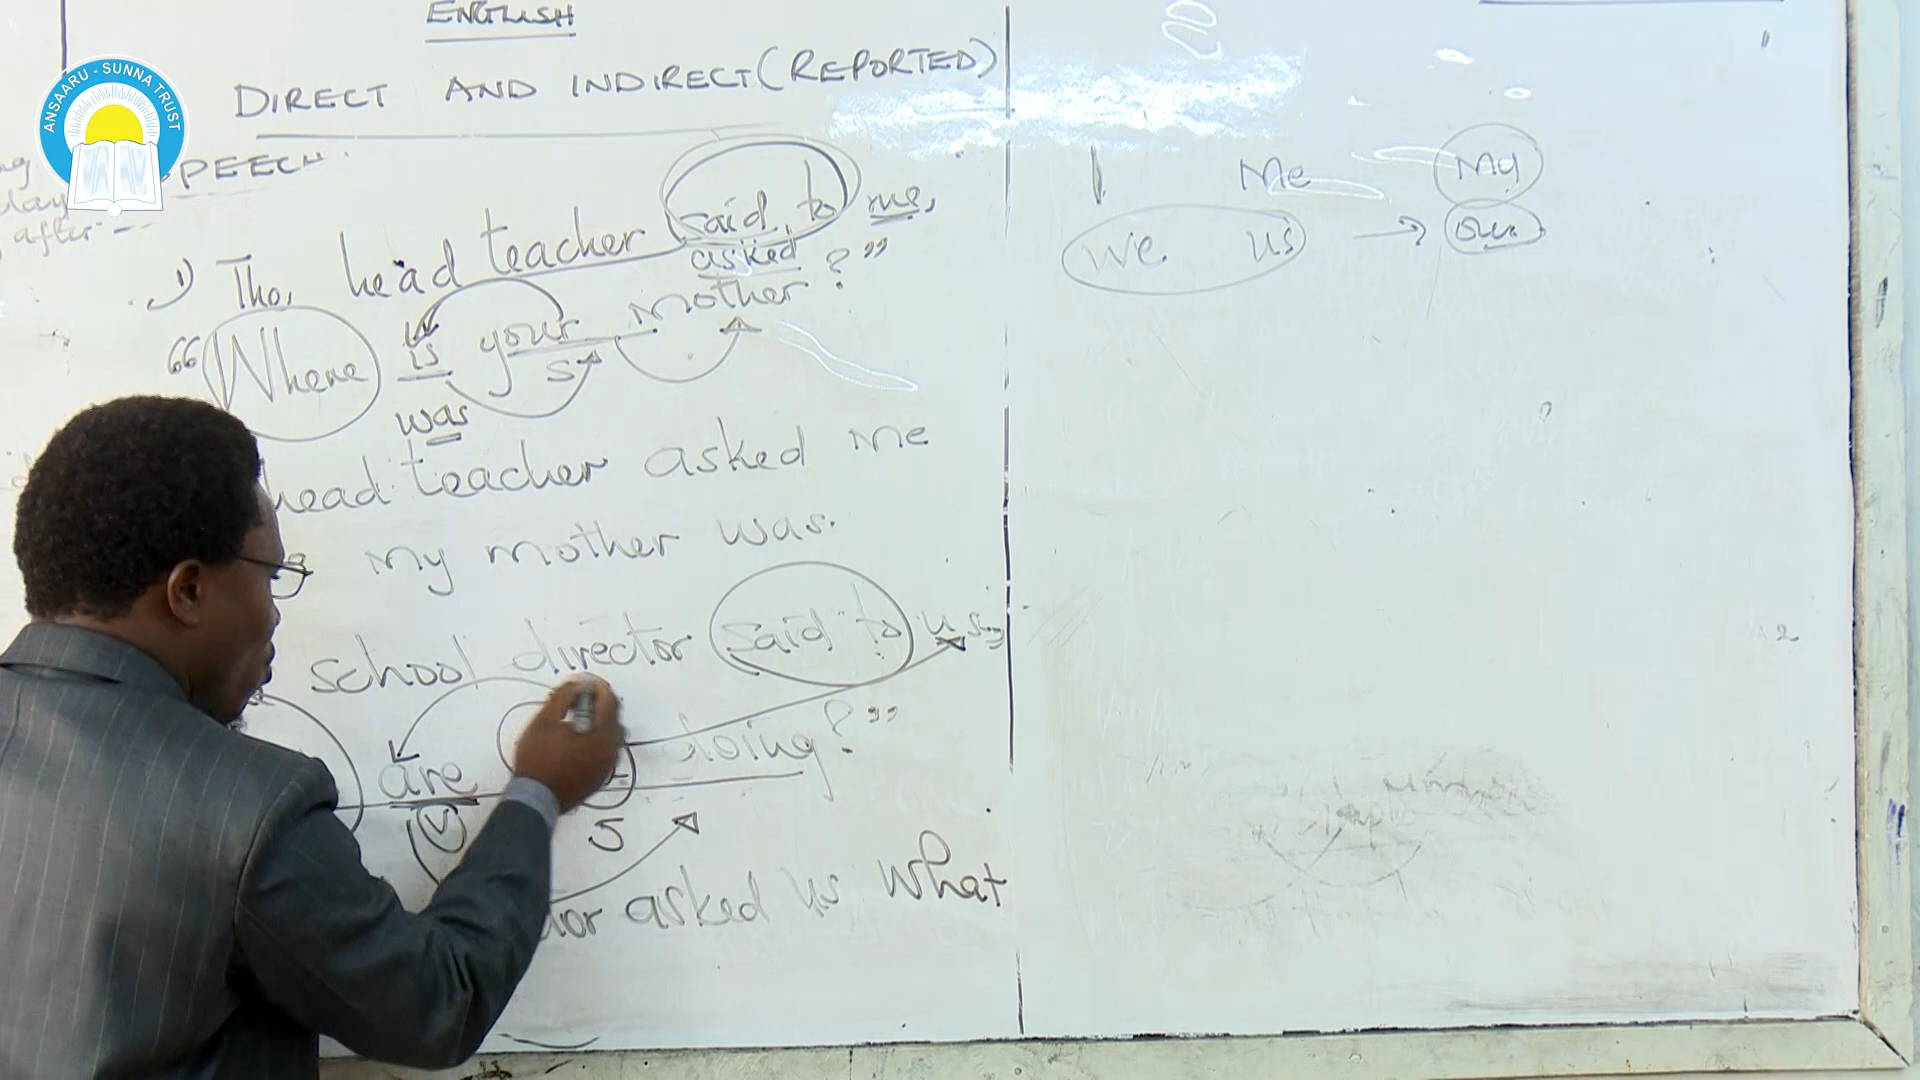 ENGLISH
DIRECT AND INDIRECT (REPORTED)
SPEECH.
ANSAARU - SUNNA TRUST
after
1) The head teacher said to me,
asked
"Where is your mother?"
V
S
was
head teacher asked me
my mother was.
school director said to us,
are doing?"
V
S
asked us what
I Me My
We us → our